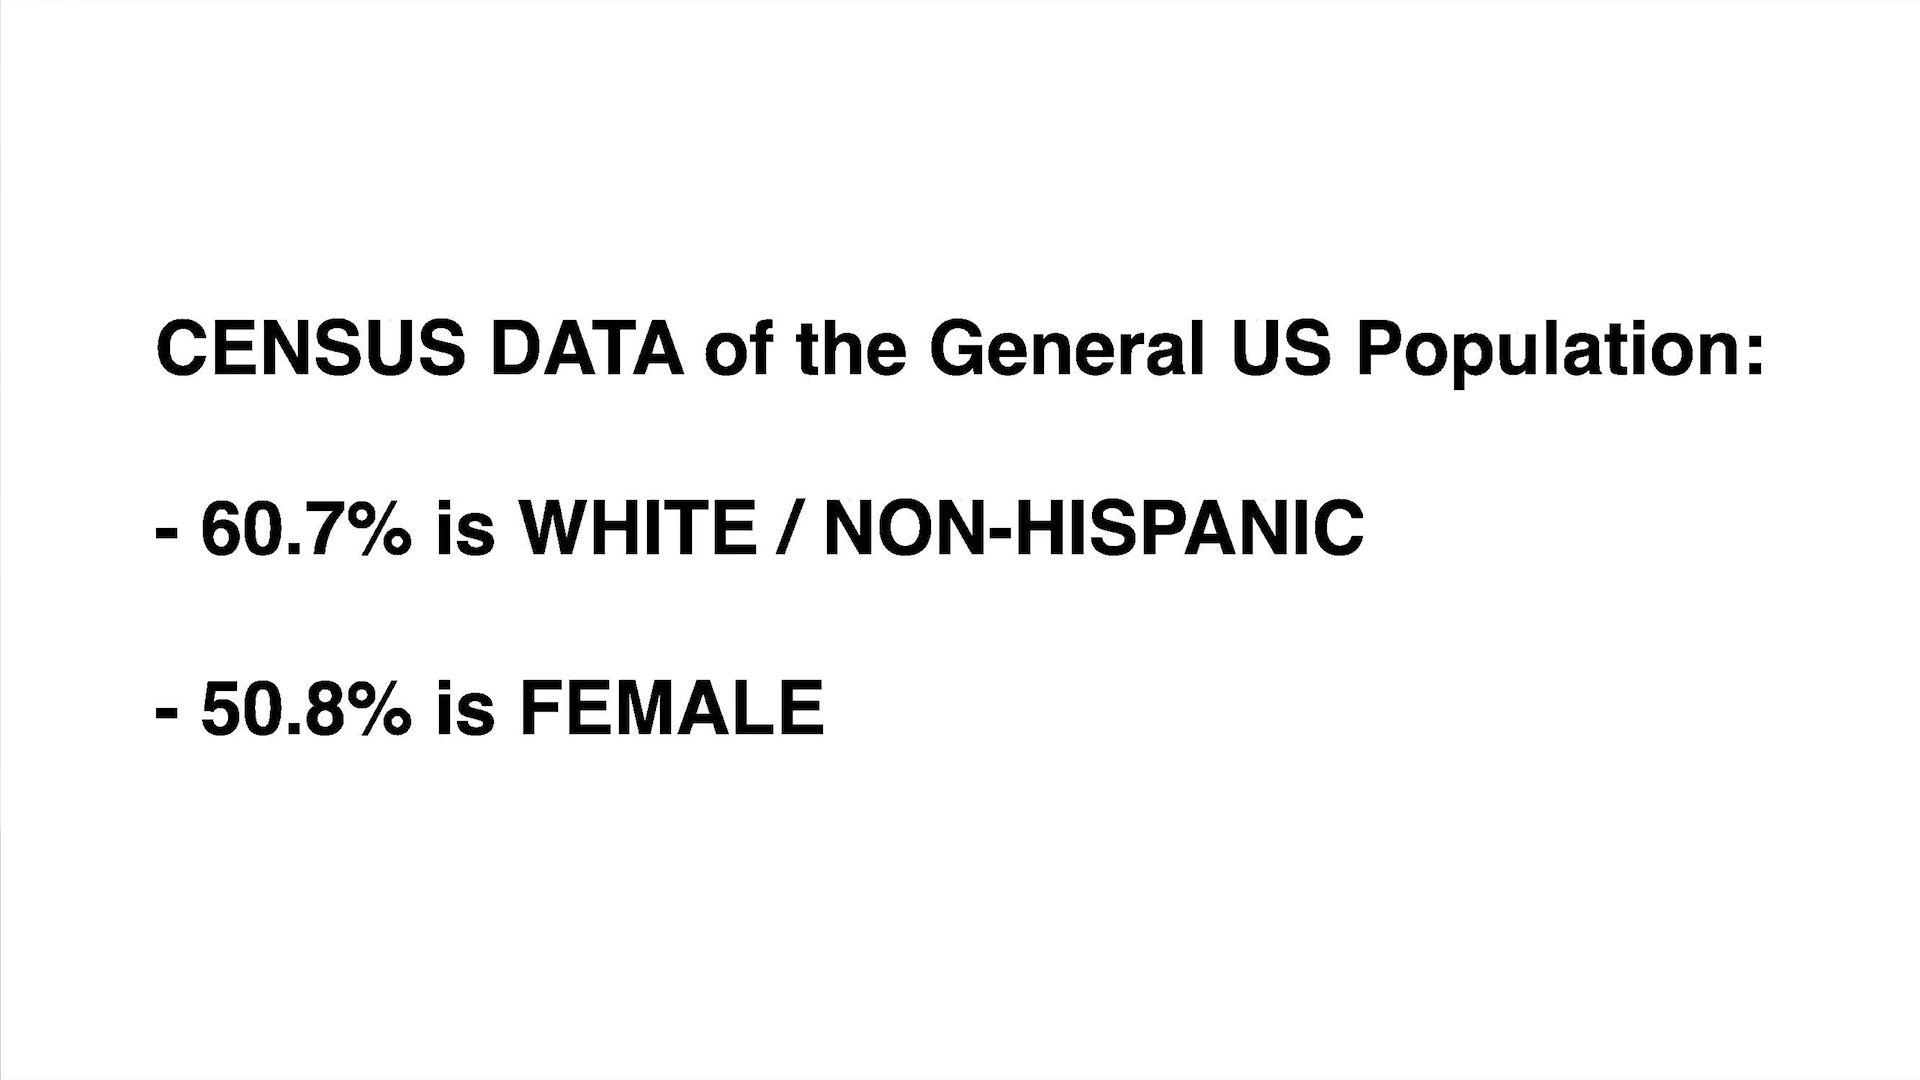 CENSUS DATA of the General US Population:
- 60.7% is WHITE / NON-HISPANIC
- 50.8% is FEMALE